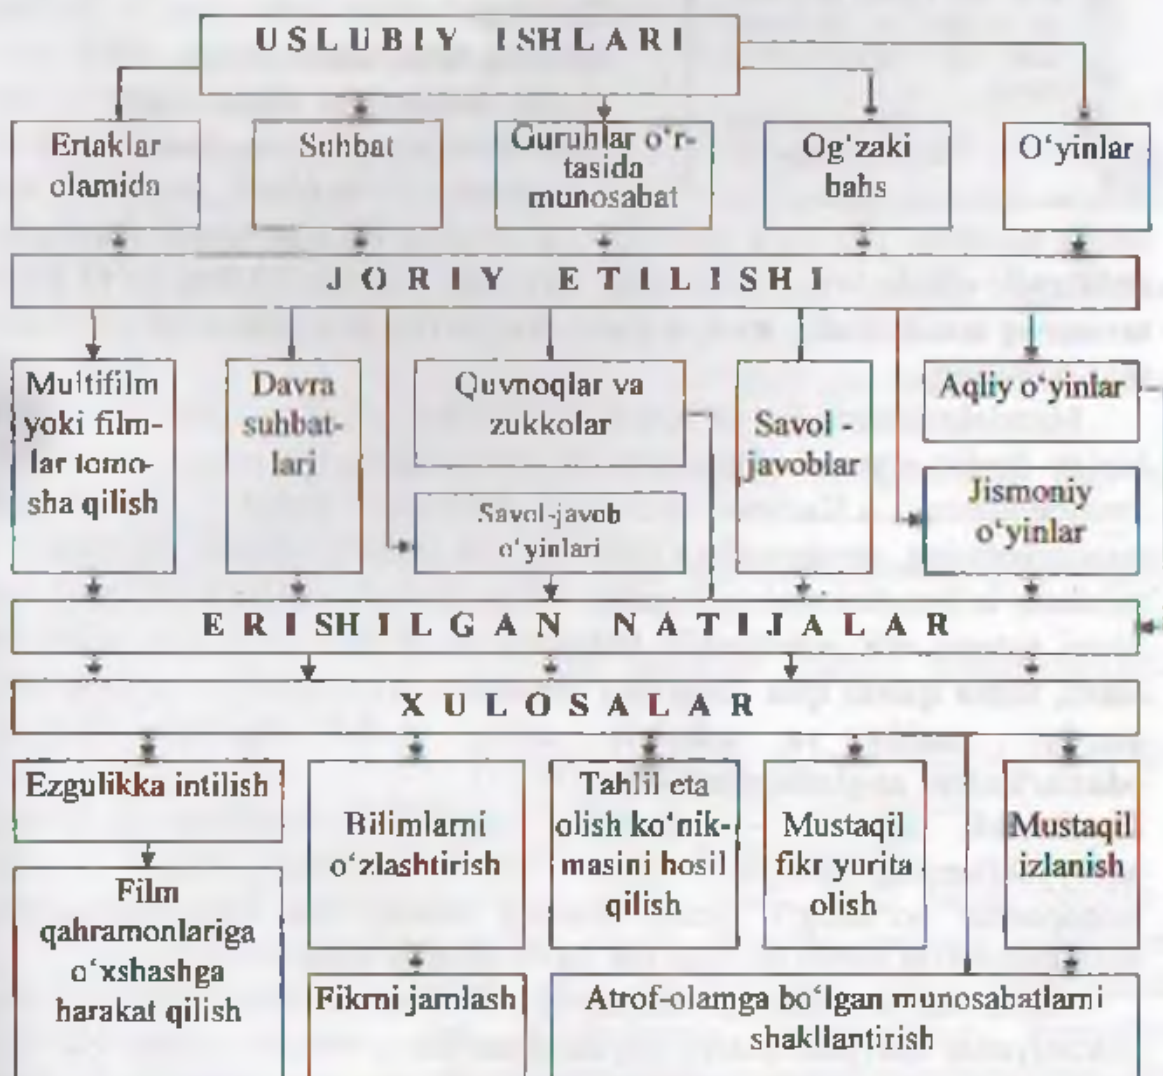 USLUBIY ISHLARI
Ertaklar
olamida
Suhbat
Guruhlar o‘r-
tasida
munosabat
Og‘zaki
bahs
O‘yinlar
JORIY ETILISHI
Multifilm
yoki film-
lar tomo-
sha qilish
Davra
suhbat-
lari
Quvnoqlar va
zukkolar
Savol-javob
o‘yinlari
Savol -
javoblar
Aqliy o‘yinlar
Jismoniy
o‘yinlar
ERISHILGAN NATIJALAR
XULOSALAR
Ezgulikka intilish
Film
qahramonlariga
o‘xshashga
harakat qilish
Bilimlarni
o‘zlashtirish
Fikrni jamlash
Tahlil eta
olish ko‘nik-
masini hosil
qilish
Mustaqil
fikr yurita
olish
Mustaqil
izlanish
Atrof-olamga bo‘lgan munosabatlarni
shakllantirish